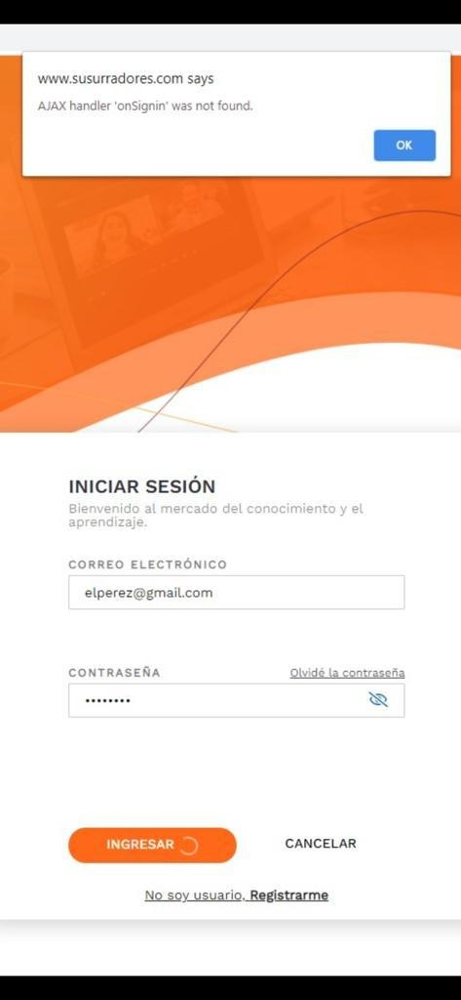 www.susurradores.com says
AJAX handler 'onSignin' was not found.
OK
INICIAR SESIÓN
Bienvenido al mercado del conocimiento y el
aprendizaje.
CORREO ELECTRÓNICO
elperez@gmail.com
CONTRASEÑA Olvidé la contraseña
••••••••
INGRESAR CANCELAR
No soy usuario, Registrarme